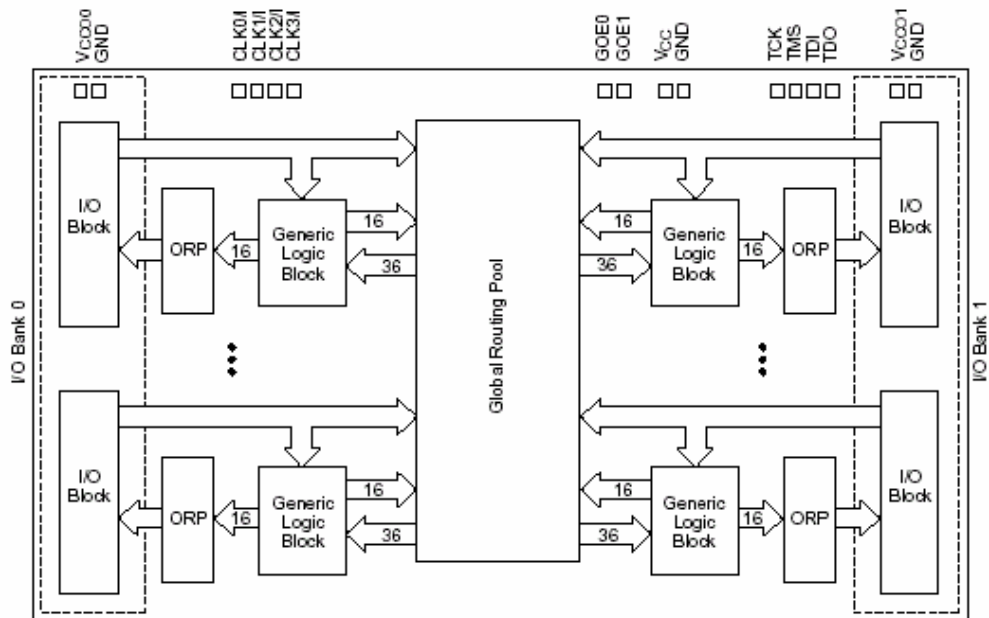 VCCO0
GND
CLK0/I
CLK1/I
CLK2/I
CLK3/I
GOE0
GOE1
VCC
GND
TCK
TMS
TDI
TDO
VCCO1
GND
I/O Bank 0
I/O
Block
ORP
16
Generic
Logic
Block
16
36
Global Routing Pool
16
36
Generic
Logic
Block
16
ORP
I/O
Block
I/O Bank 1
I/O
Block
ORP
16
Generic
Logic
Block
16
36
16
36
Generic
Logic
Block
16
ORP
I/O
Block